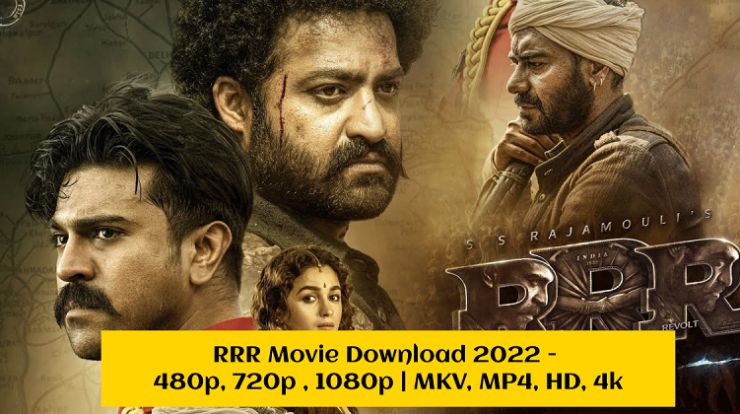 S S RAJAMOULI'S
RRR
INDIA
REVOLT
RRR Movie Download 2022 -
480p, 720p , 1080p | MKV, MP4, HD, 4k